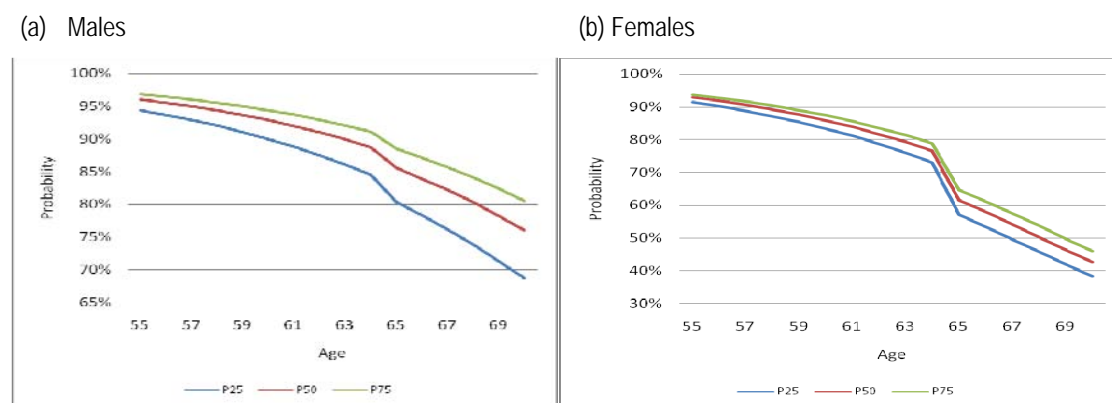 (a) Males
100%
95%
90%
85%
80%
75%
70%
65%
Probability
55 57 59 61 63 65 67 69
Age
P25 P50 P75
(b) Females
100%
90%
80%
70%
60%
50%
40%
30%
Probability
55 57 59 61 63 65 67 69
Age
P25 P50 P75